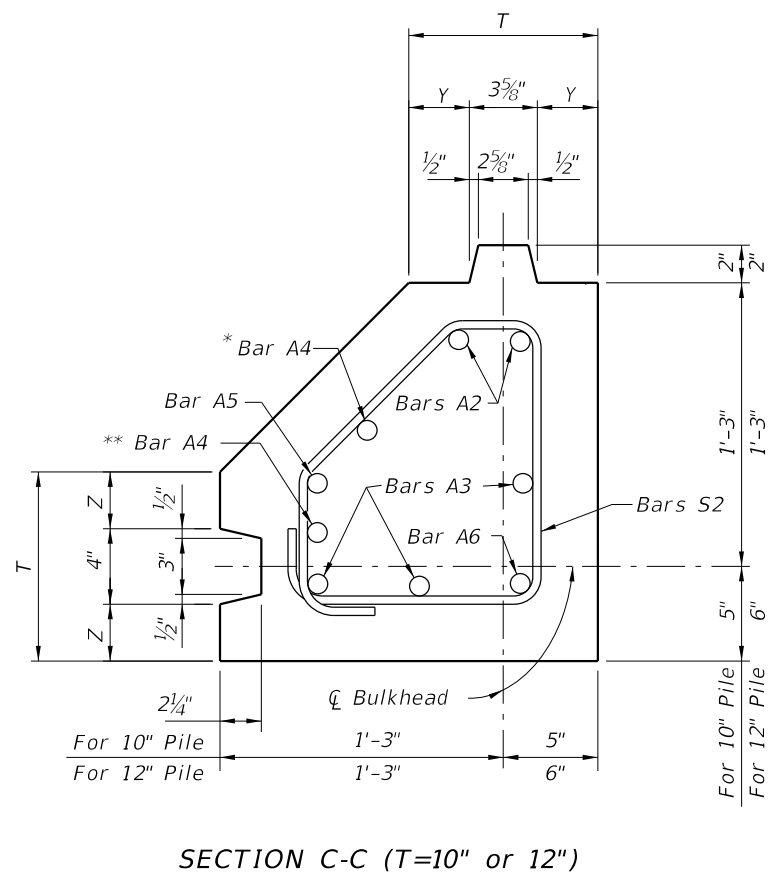 T
3⅝"
Y Y
½" 2⅝" ½"
2" 2"
* Bar A4
Bar A5
Bars A2
** Bar A4
1'-3" 1'-3"
Z ½"
Bars A3
Bars S2
T 4" 3"
Bar A6
Z ½"
5" 6"
2¼"
℄ Bulkhead
For 10" Pile 1'-3" 5"
For 12" Pile 1'-3" 6"
For 10" Pile
For 12" Pile
SECTION C-C (T=10" or 12")